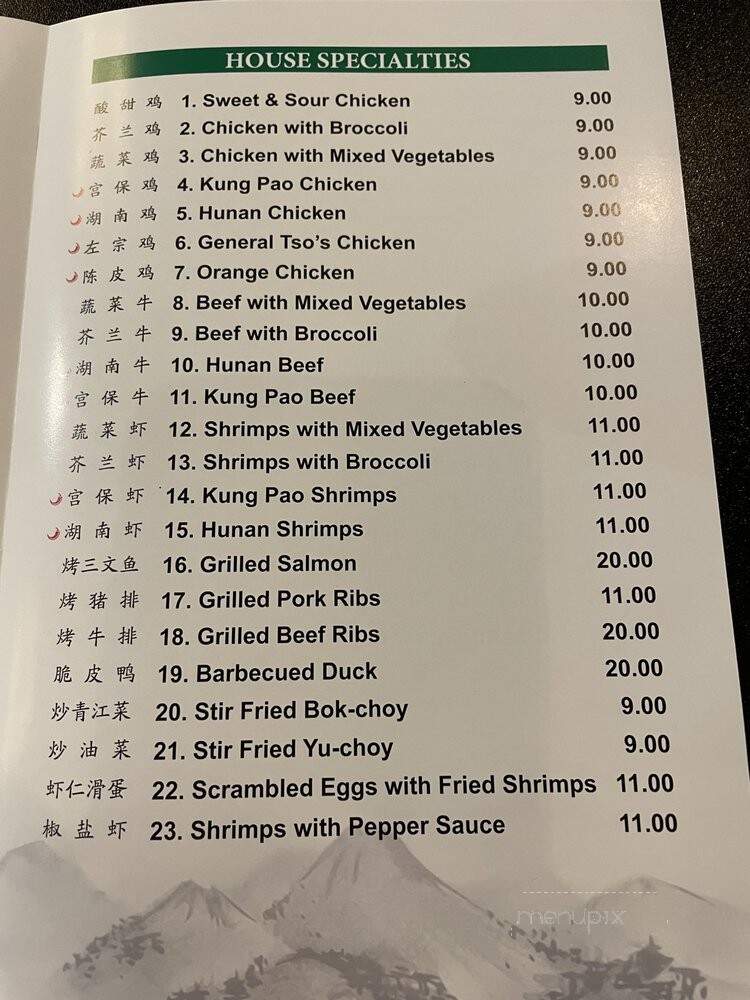 HOUSE SPECIALTIES
酸甜鸡 1. Sweet & Sour Chicken 9.00
芥兰鸡 2. Chicken with Broccoli 9.00
蔬菜鸡 3. Chicken with Mixed Vegetables 9.00
宫保鸡 4. Kung Pao Chicken 9.00
湖南鸡 5. Hunan Chicken 9.00
左宗鸡 6. General Tso's Chicken 9.00
陈皮鸡 7. Orange Chicken 9.00
蔬菜牛 8. Beef with Mixed Vegetables 10.00
芥兰牛 9. Beef with Broccoli 10.00
湖南牛 10. Hunan Beef 10.00
宫保牛 11. Kung Pao Beef 10.00
蔬菜虾 12. Shrimps with Mixed Vegetables 11.00
芥兰虾 13. Shrimps with Broccoli 11.00
宫保虾 14. Kung Pao Shrimps 11.00
湖南虾 15. Hunan Shrimps 11.00
烤三文鱼 16. Grilled Salmon 20.00
烤猪排 17. Grilled Pork Ribs 11.00
烤牛排 18. Grilled Beef Ribs 20.00
脆皮鸭 19. Barbecued Duck 20.00
炒青江菜 20. Stir Fried Bok-choy 9.00
炒油菜 21. Stir Fried Yu-choy 9.00
虾仁滑蛋 22. Scrambled Eggs with Fried Shrimps 11.00
椒盐虾 23. Shrimps with Pepper Sauce 11.00
menupix